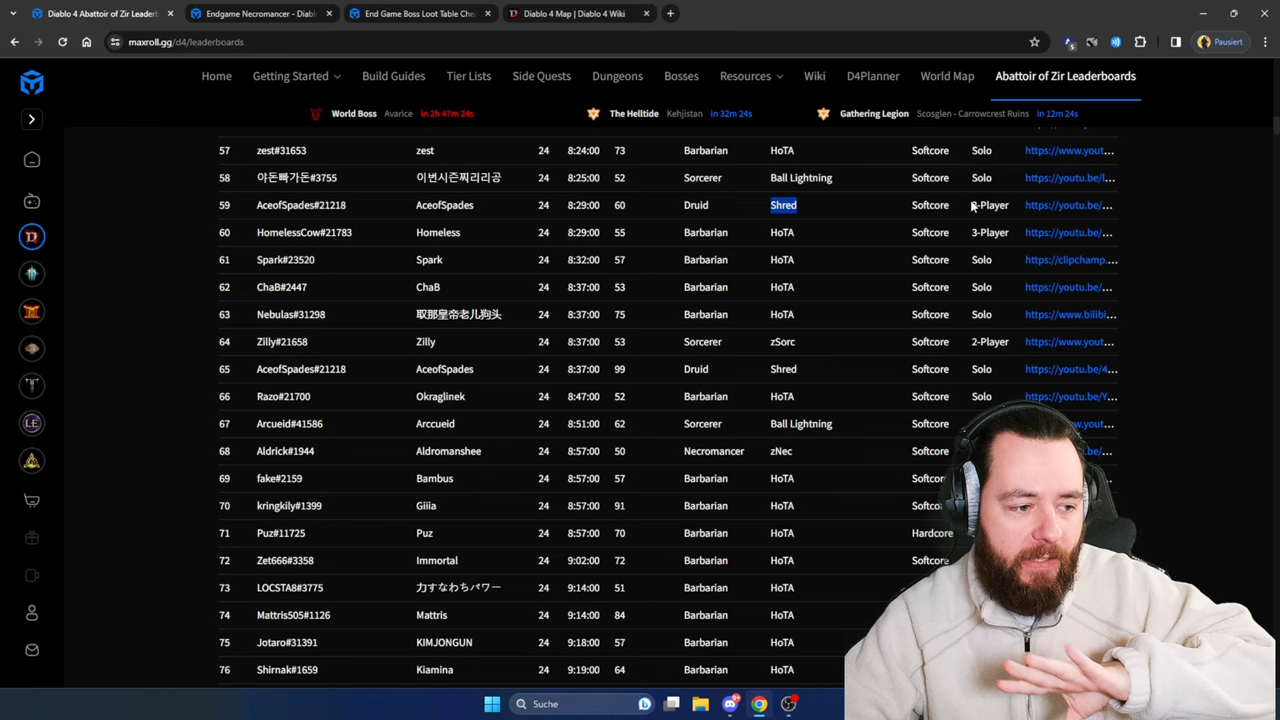 Diablo 4 Abattoir of Zir Leaderb
Endgame Necromancer - Diabl
End Game Boss Loot Table Che
Diablo 4 Map | Diablo 4 Wiki
maxroll.gg/d4/leaderboards
Pausiert
Home Getting Started Build Guides Tier Lists Side Quests Dungeons Bosses Resources Wiki D4Planner World Map Abattoir of Zir Leaderboards
World Boss Avarice in 2h 47m 24s The Helltide Kehjistan in 32m 24s Gathering Legion Scosglen - Carrowcrest Ruins in 12m 24s
57 zest#31653 zest 24 8:24:00 73 Barbarian HoTA Softcore Solo https://www.yout...
58 야돈빠가돈#3755 이번시즌찌리리공 24 8:25:00 52 Sorcerer Ball Lightning Softcore Solo https://youtu.be/l...
59 AceofSpades#21218 AceofSpades 24 8:29:00 60 Druid Shred Softcore -Player https://youtu.be/...
60 HomelessCow#21783 Homeless 24 8:29:00 55 Barbarian HoTA Softcore 3-Player https://youtu.be/...
61 Spark#23520 Spark 24 8:32:00 57 Barbarian HoTA Softcore Solo https://clipchamp...
62 ChaB#2447 ChaB 24 8:37:00 53 Barbarian HoTA Softcore Solo https://youtu.be/...
63 Nebulas#31298 取那皇帝老儿狗头 24 8:37:00 75 Barbarian HoTA Softcore Solo https://www.bilibi...
64 Zilly#21658 Zilly 24 8:37:00 53 Sorcerer zSorc Softcore 2-Player https://www.yout...
65 AceofSpades#21218 AceofSpades 24 8:37:00 99 Druid Shred Softcore Solo https://youtu.be/4...
66 Razo#21700 Okraglinek 24 8:47:00 52 Barbarian HoTA Softcore Solo https://youtu.be/Y...
67 Arcueid#41586 Arccueid 24 8:51:00 62 Sorcerer Ball Lightning Softcore yout...
68 Aldrick#1944 Aldromanshee 24 8:57:00 50 Necromancer zNec Softcore .be/...
69 fake#2159 Bambus 24 8:57:00 57 Barbarian HoTA Softcor
70 kringkily#1399 Giiia 24 8:57:00 91 Barbarian HoTA Softco
71 Puz#11725 Puz 24 8:57:00 70 Barbarian HoTA Hardcore
72 Zet666#3358 Immortal 24 9:02:00 72 Barbarian HoTA Softcore
73 LOCSTA8#3775 力すなわちパワー 24 9:14:00 51 Barbarian HoTA
74 Mattris505#1126 Mattris 24 9:14:00 84 Barbarian HoTA
75 Jotaro#31391 KIMJONGUN 24 9:18:00 57 Barbarian HoTA
76 Shirnak#1659 Kiamina 24 9:19:00 64 Barbarian HoTA
Suche